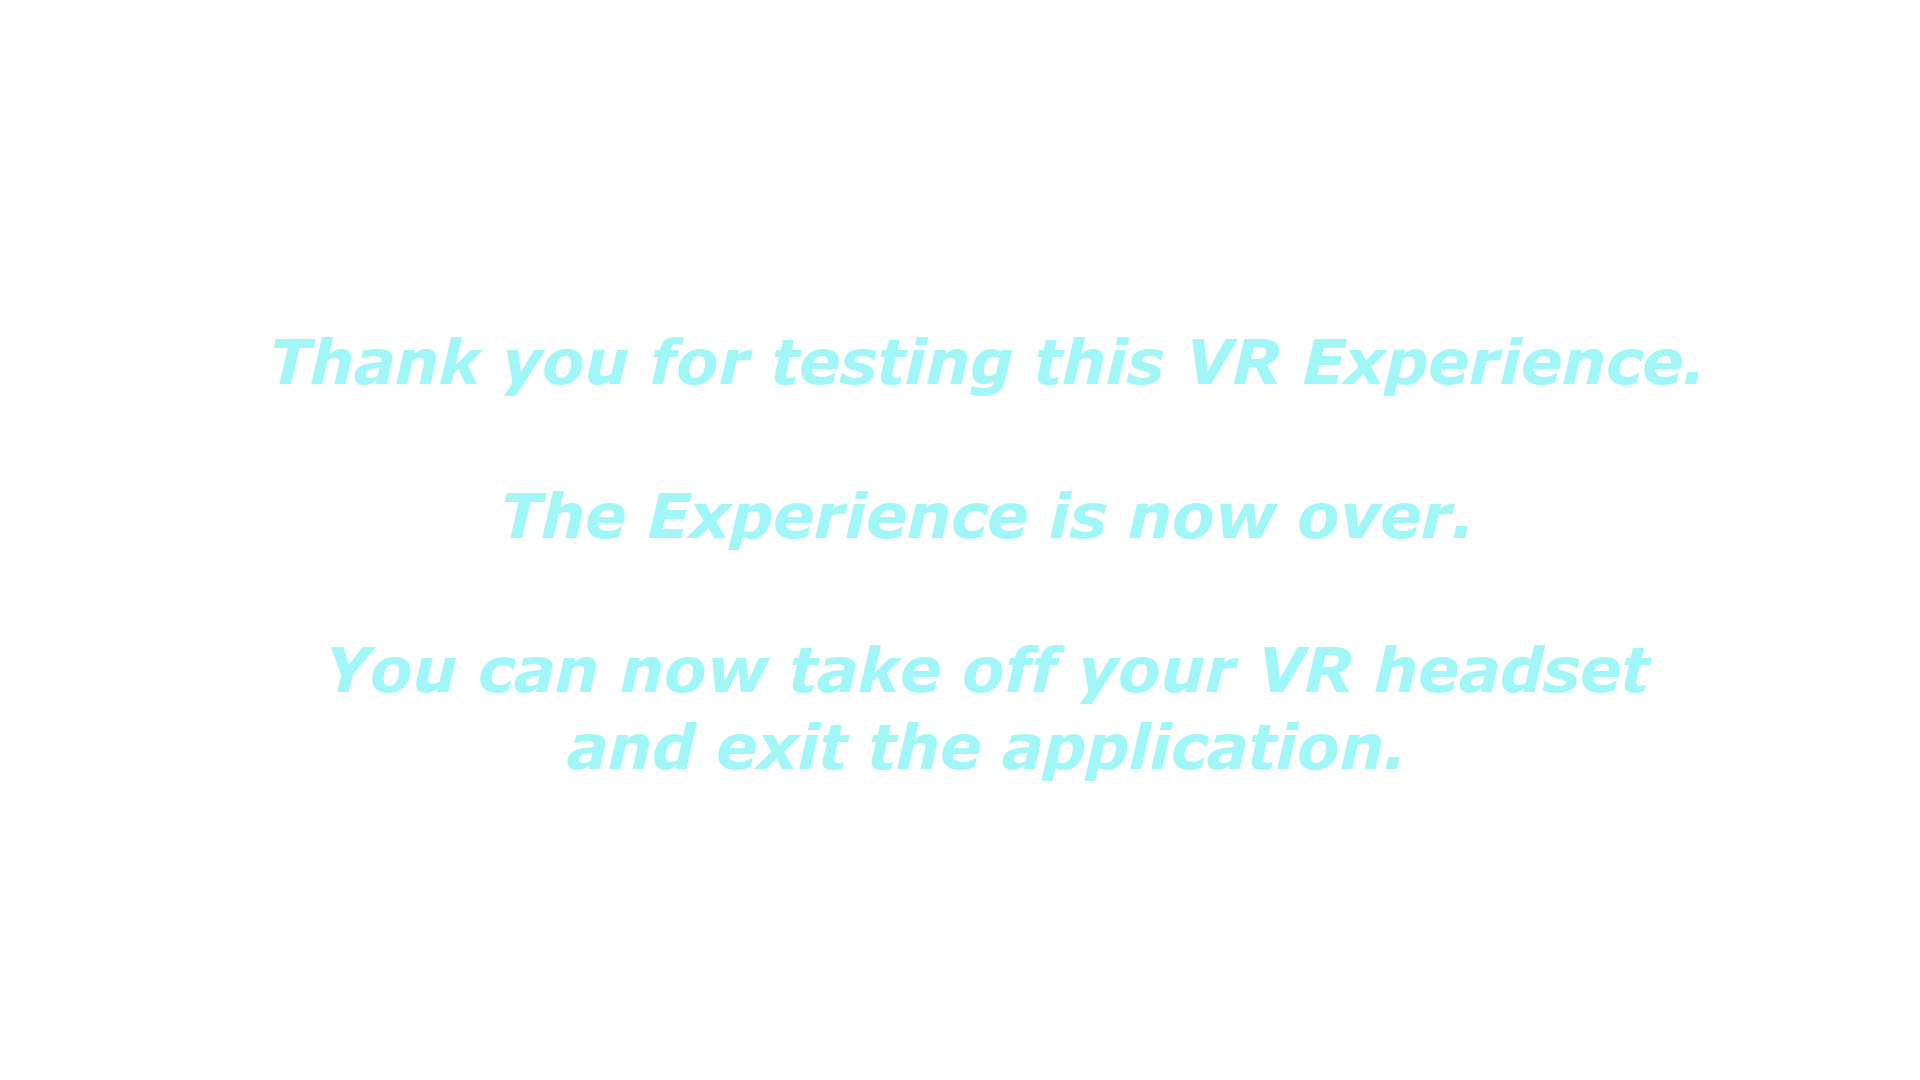 Thank you for testing this VR Experience.
The Experience is now over.
You can now take off your VR headset
and exit the application.